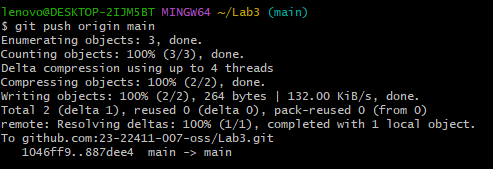 lenovo@DESKTOP-2IJM5BT MINGW64 ~/Lab3 (main)
$ git push origin main
Enumerating objects: 3, done.
Counting objects: 100% (3/3), done.
Delta compression using up to 4 threads
Compressing objects: 100% (2/2), done.
Writing objects: 100% (2/2), 264 bytes | 132.00 KiB/s, done.
Total 2 (delta 1), reused 0 (delta 0), pack-reused 0 (from 0)
remote: Resolving deltas: 100% (1/1), completed with 1 local object.
To github.com:23-22411-007-oss/Lab3.git
   1046ff9..887dee4  main -> main